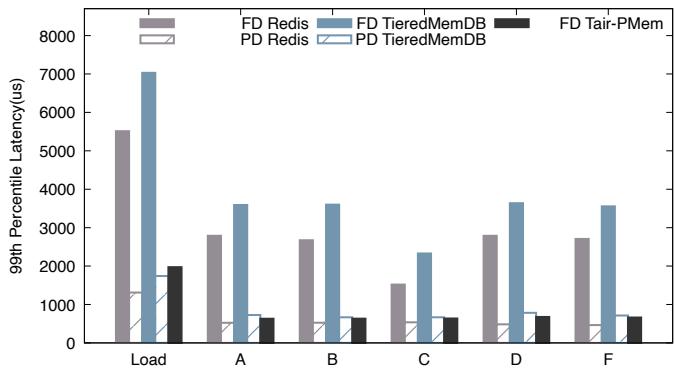 FD Redis FD TieredMemDB FD Tair-PMem
PD Redis PD TieredMemDB
99th Percentile Latency(us)
8000
7000
6000
5000
4000
3000
2000
1000
0
Load A B C D F